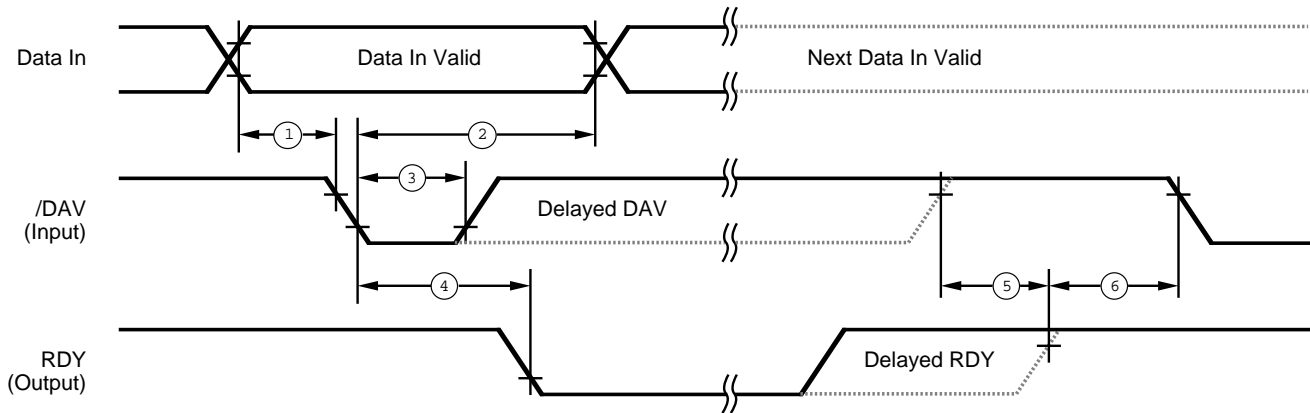 Data In
Data In Valid
Next Data In Valid
1
2
3
/DAV
(Input)
Delayed DAV
4
5
6
RDY
(Output)
Delayed RDY